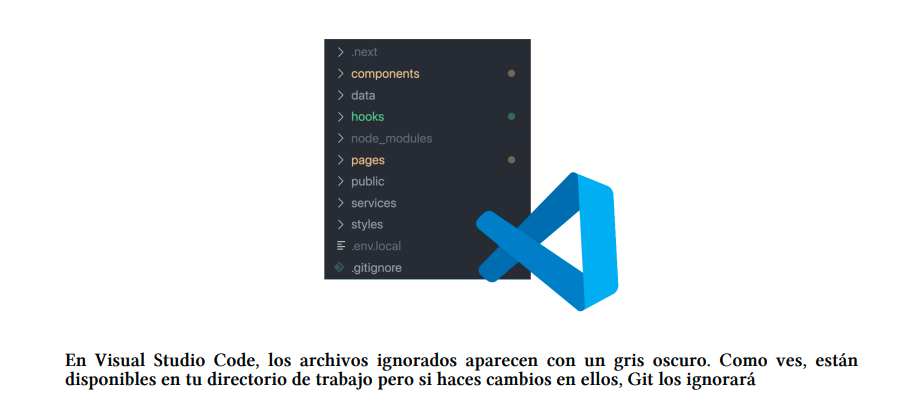 .next
components
data
hooks
node_modules
pages
public
services
styles
.env.local
.gitignore
En Visual Studio Code, los archivos ignorados aparecen con un gris oscuro. Como ves, están
disponibles en tu directorio de trabajo pero si haces cambios en ellos, Git los ignorará